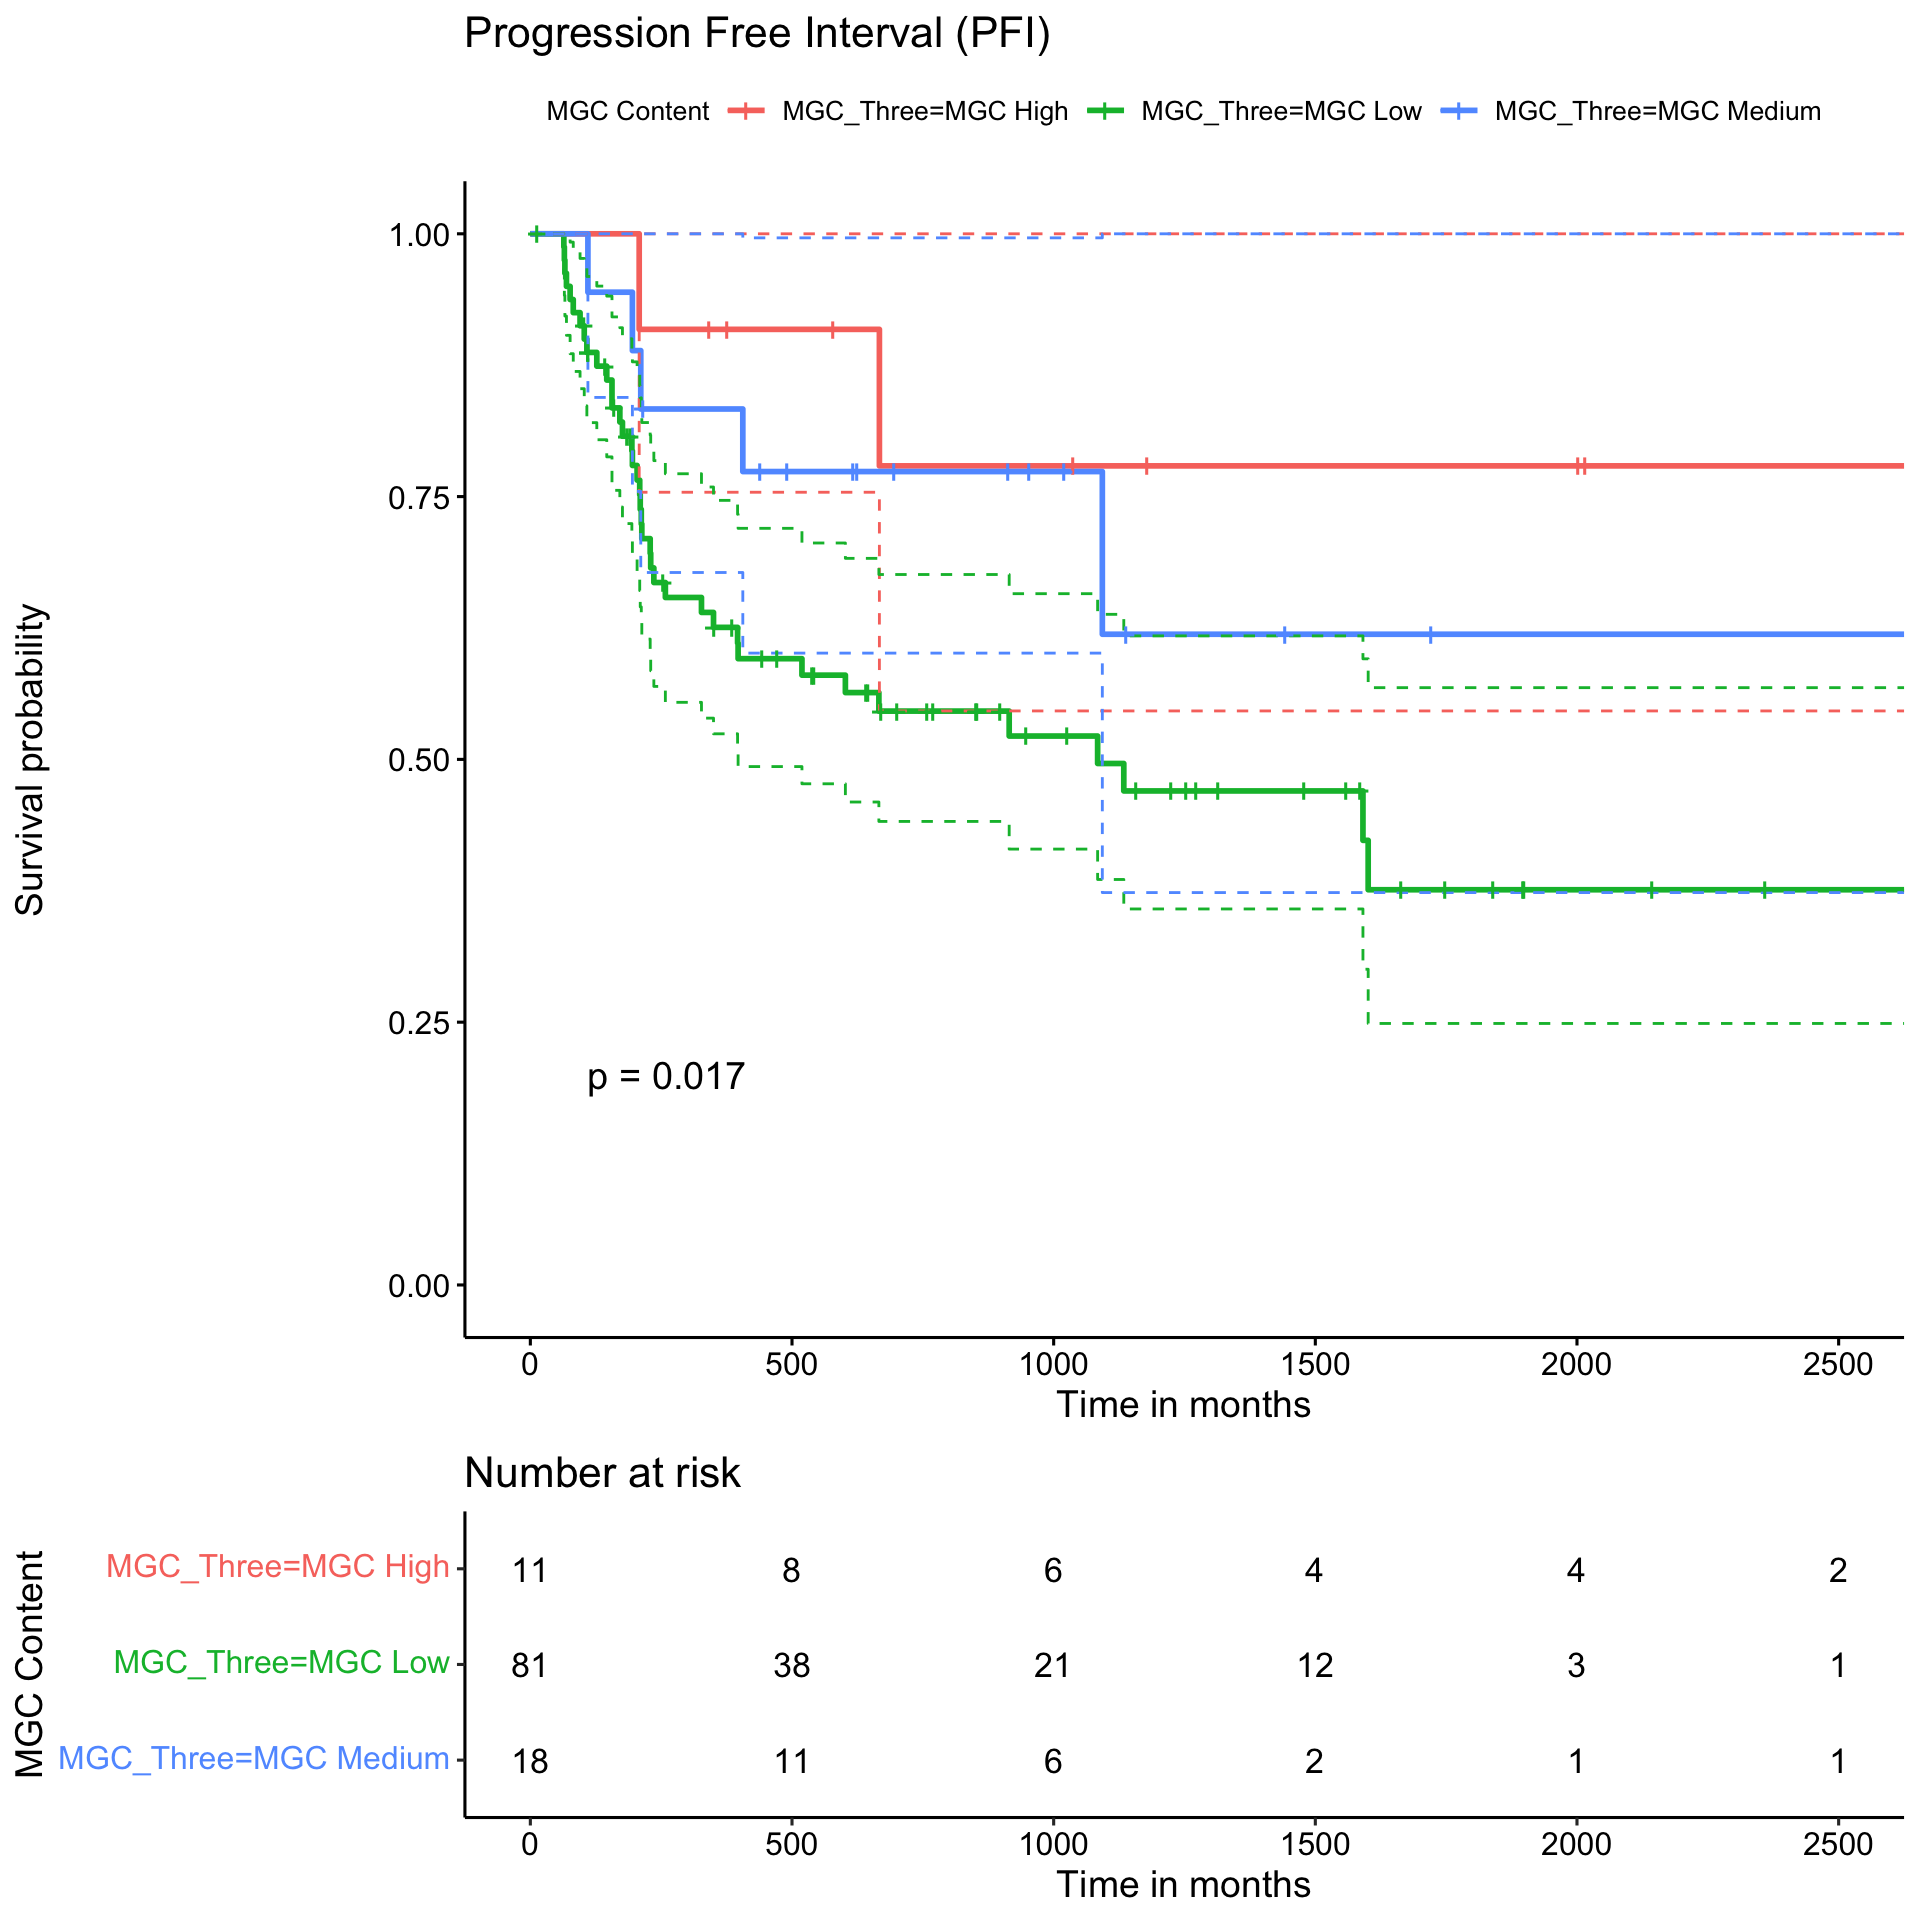 Progression Free Interval (PFI)
MGC Content MGC_Three=MGC High MGC_Three=MGC Low MGC_Three=MGC Medium
Survival probability
1.00
0.75
0.50
0.25
0.00
p = 0.017
0 500 1000 1500 2000 2500
Time in months
Number at risk
MGC Content
MGC_Three=MGC High 11 8 6 4 4 2
MGC_Three=MGC Low 81 38 21 12 3 1
MGC_Three=MGC Medium 18 11 6 2 1 1
0 500 1000 1500 2000 2500
Time in months